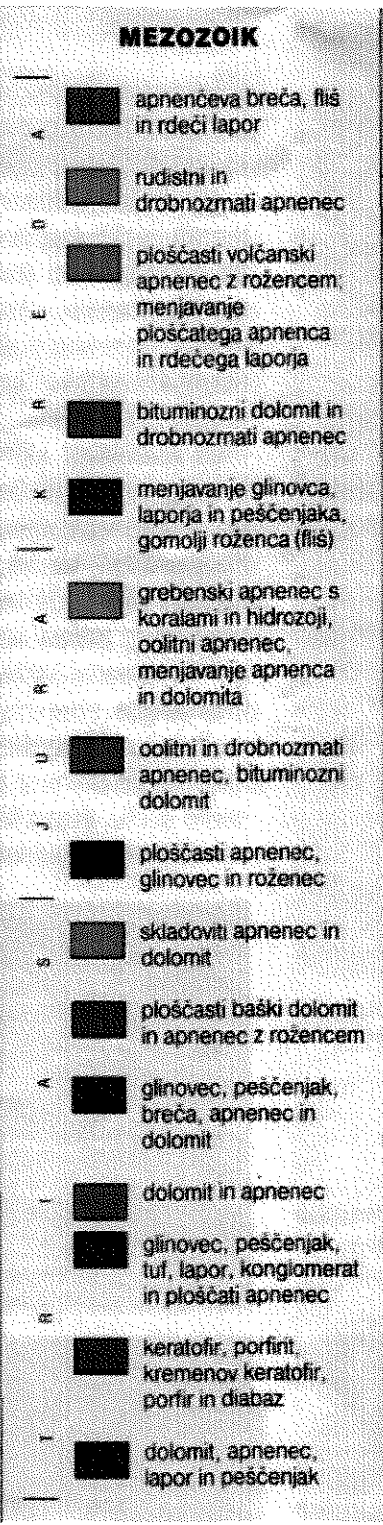 MEZOZOIK
KREDA
apnenčeva breča, fliš
in rdeči lapor
rudistni in
drobnozrnati apnenec
ploščasti volčanski
apnenec z rožencem;
menjavanje
ploščatega apnenca
in rdečega laporja
bituminozni dolomit in
drobnozrnati apnenec
menjavanje glinovca,
laporja in peščenjaka,
gomolji roženca (fliš)
JURA
grebenski apnenec s
koralami in hidrozoji,
oolitni apnenec,
menjavanje apnenca
in dolomita
oolitni in drobnozrnati
apnenec, bituminozni
dolomit
ploščasti apnenec,
glinovec in roženec
TRIAS
skladoviti apnenec in
dolomit
ploščasti baški dolomit
in apnenec z rožencem
glinovec, peščenjak,
breča, apnenec in
dolomit
dolomit in apnenec
glinovec, peščenjak,
tuf, lapor, konglomerat
in ploščati apnenec
keratofir, porfirit,
kremenov keratofir,
porfir in diabaz
dolomit, apnenec,
lapor in peščenjak